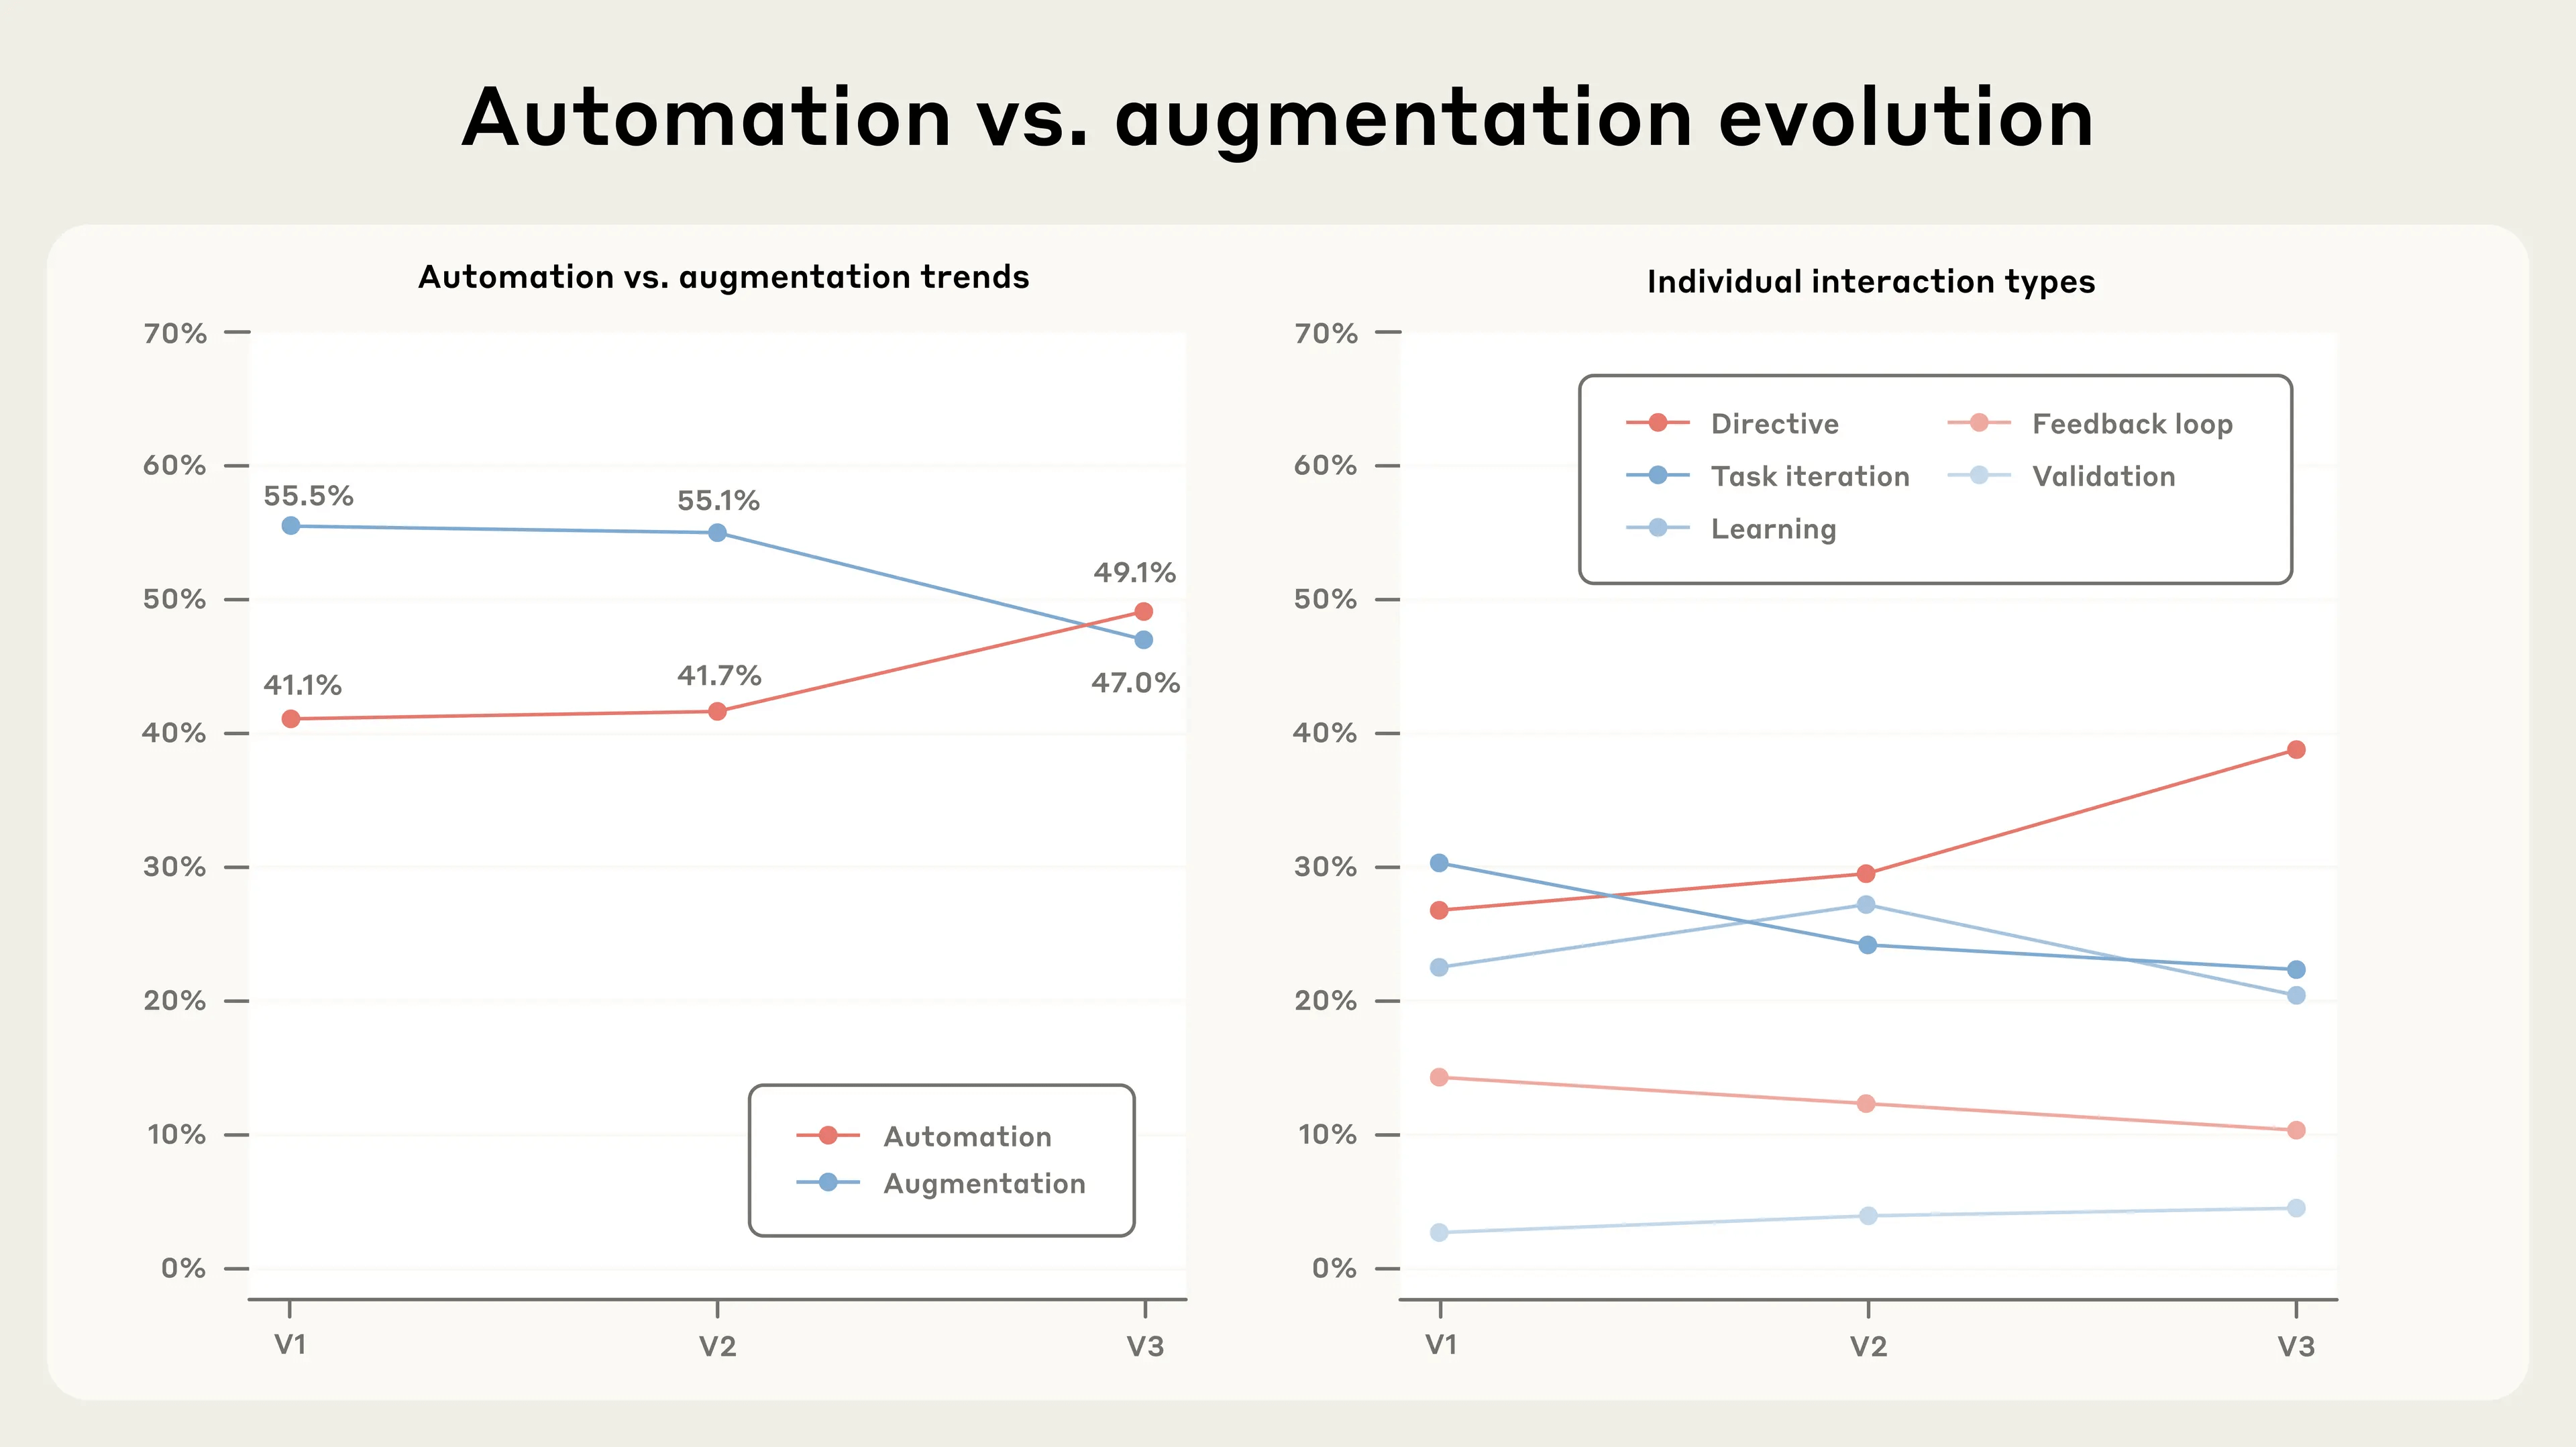 Automation vs. augmentation evolution
Automation vs. augmentation trends
70%
60%
50%
40%
30%
20%
10%
0%
55.5%
55.1%
49.1%
41.1%
41.7%
47.0%
Automation
Augmentation
V1
V2
V3
Individual interaction types
70%
60%
50%
40%
30%
20%
10%
0%
Directive
Feedback loop
Task iteration
Validation
Learning
V1
V2
V3